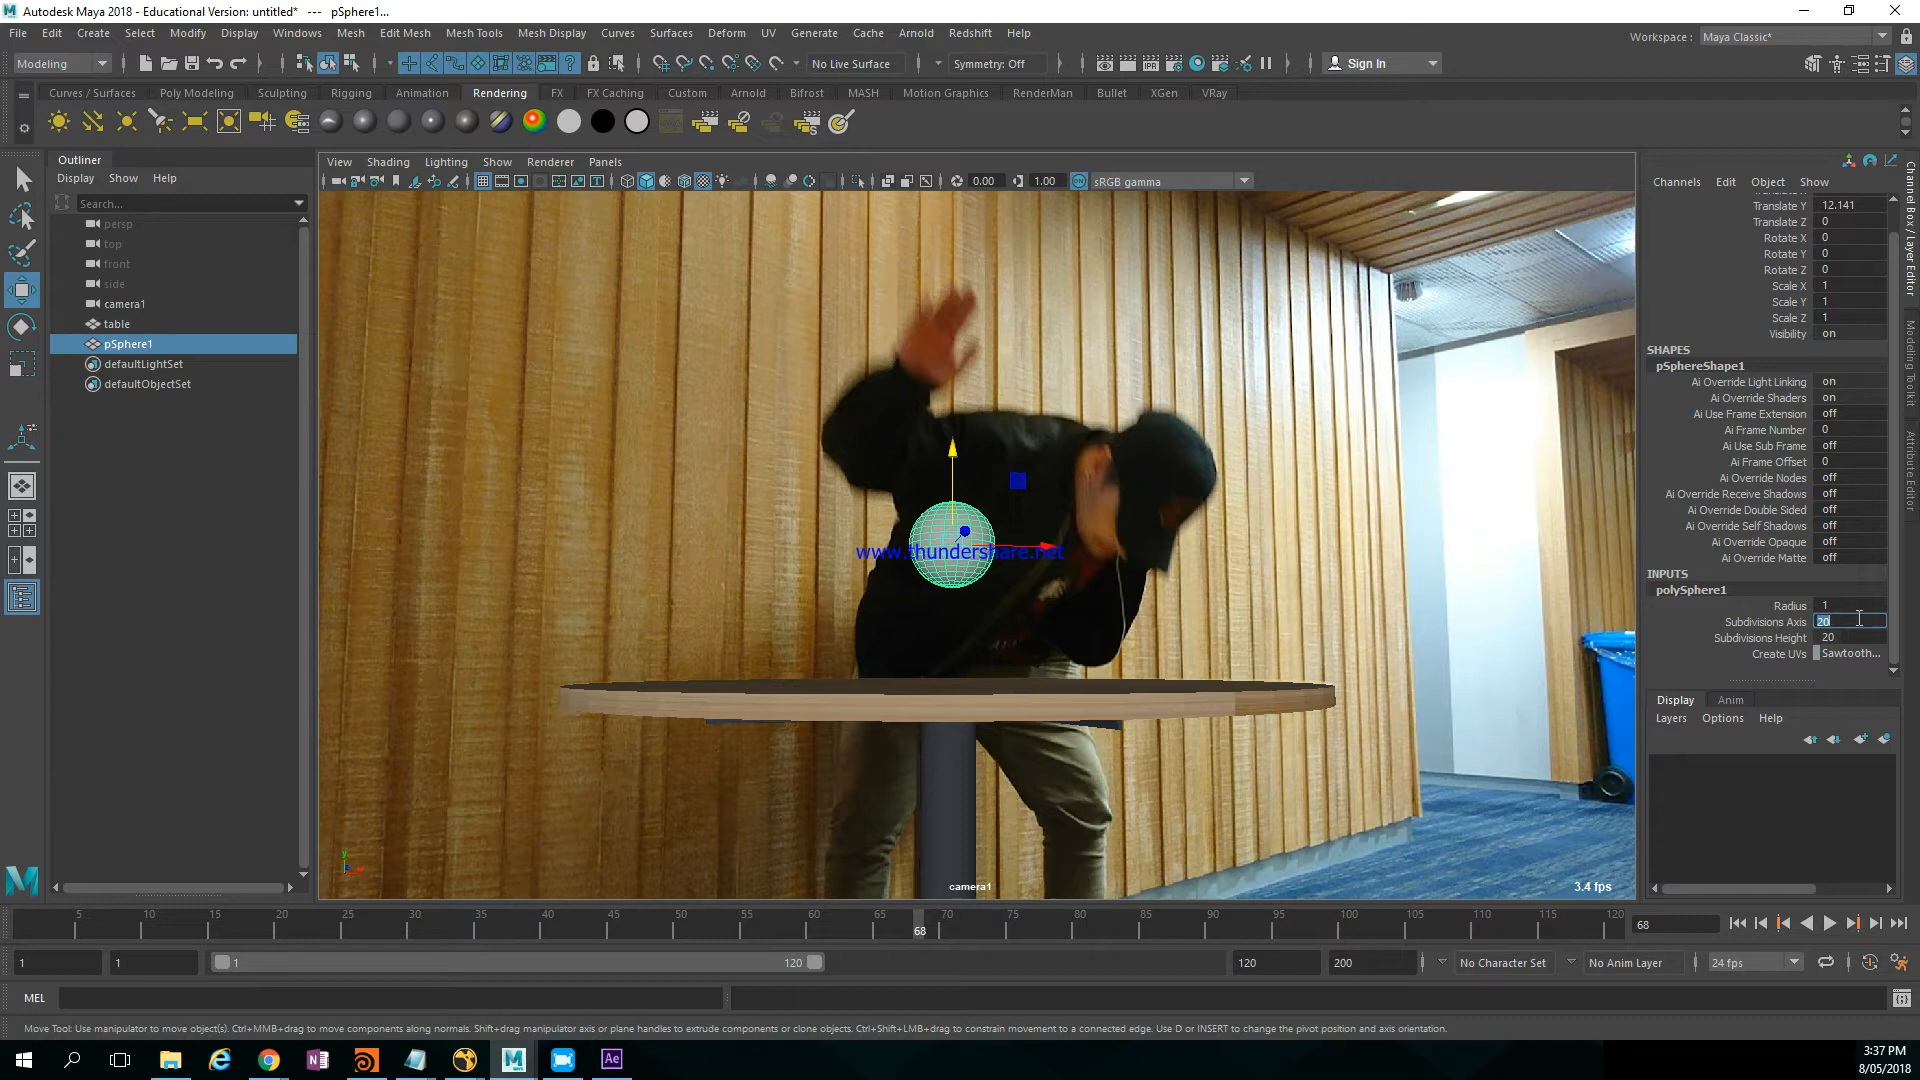 Autodesk Maya 2018 - Educational Version: untitled*   ---   pSphere1...
File Edit Create Select Modify Display Windows Mesh Edit Mesh Mesh Tools Mesh Display Curves Surfaces Deform UV Generate Cache Arnold Redshift Help
Workspace : Maya Classic*
Modeling No Live Surface Symmetry: Off Sign In
Curves / Surfaces Poly Modeling Sculpting Rigging Animation Rendering FX FX Caching Custom Arnold Bifrost MASH Motion Graphics RenderMan Bullet XGen VRay
Outliner
Display Show Help
Search...
persp
top
front
side
camera1
table
pSphere1
defaultLightSet
defaultObjectSet
View Shading Lighting Show Renderer Panels
0.00 1.00 sRGB gamma
www.thundershare.net
camera1
3.4 fps
Channels Edit Object Show
Translate Y 12.141
Translate Z 0
Rotate X 0
Rotate Y 0
Rotate Z 0
Scale X 1
Scale Y 1
Scale Z 1
Visibility on
SHAPES
pSphereShape1
Ai Override Light Linking on
Ai Override Shaders on
Ai Use Frame Extension off
Ai Frame Number 0
Ai Use Sub Frame off
Ai Frame Offset 0
Ai Override Nodes off
Ai Override Receive Shadows off
Ai Override Double Sided off
Ai Override Self Shadows off
Ai Override Opaque off
Ai Override Matte off
INPUTS
polySphere1
Radius 1
Subdivisions Axis 20
Subdivisions Height 20
Create UVs Sawtooth...
Display Anim
Layers Options Help
Channel Box / Layer Editor
Modeling Toolkit
Attribute Editor
5 10 15 20 25 30 35 40 45 50 55 60 65 70 75 80 85 90 95 100 105 110 115 120
68
68
1 1 1 120 120 200 No Character Set No Anim Layer 24 fps
MEL
Move Tool: Use manipulator to move object(s). Ctrl+MMB+drag to move components along normals. Shift+drag manipulator axis or plane handles to extrude components or clone objects. Ctrl+Shift+LMB+drag to constrain movement to a connected edge. Use D or INSERT to change the pivot position and axis orientation.
3:37 PM
8/05/2018